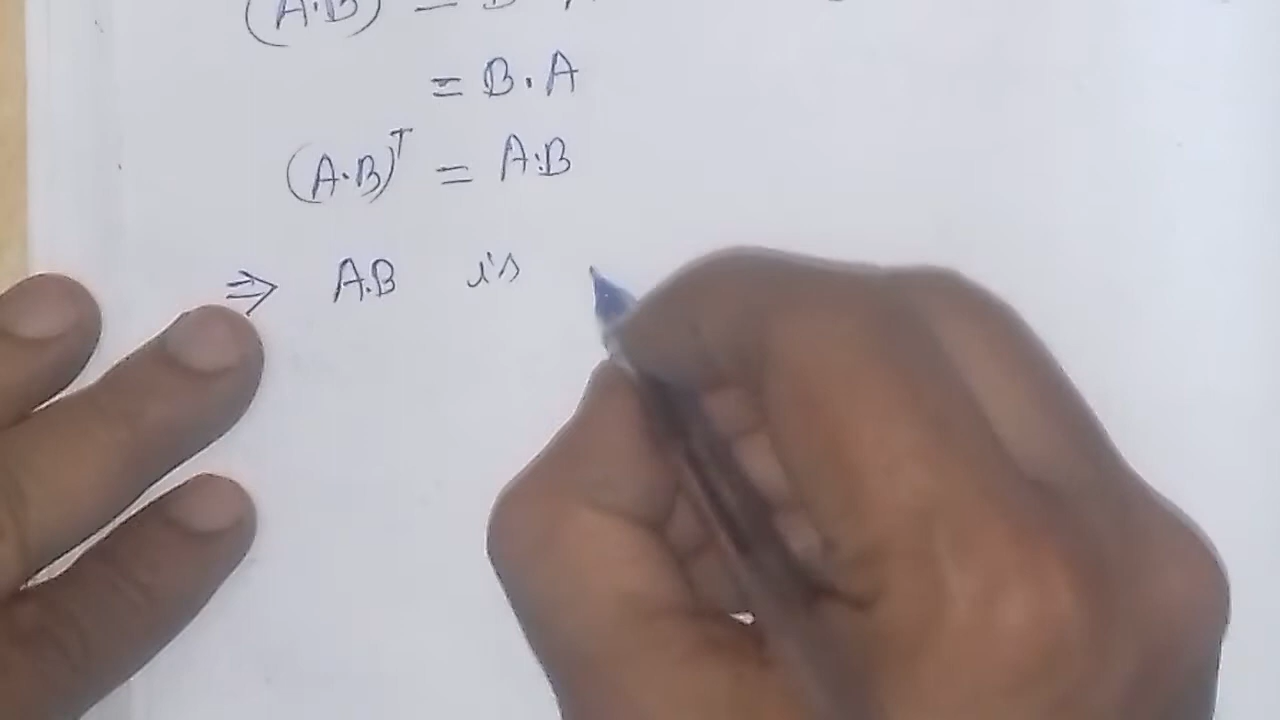 (A·B) =
= B·A
(A·B)ᵀ = A·B
⇒ A·B is